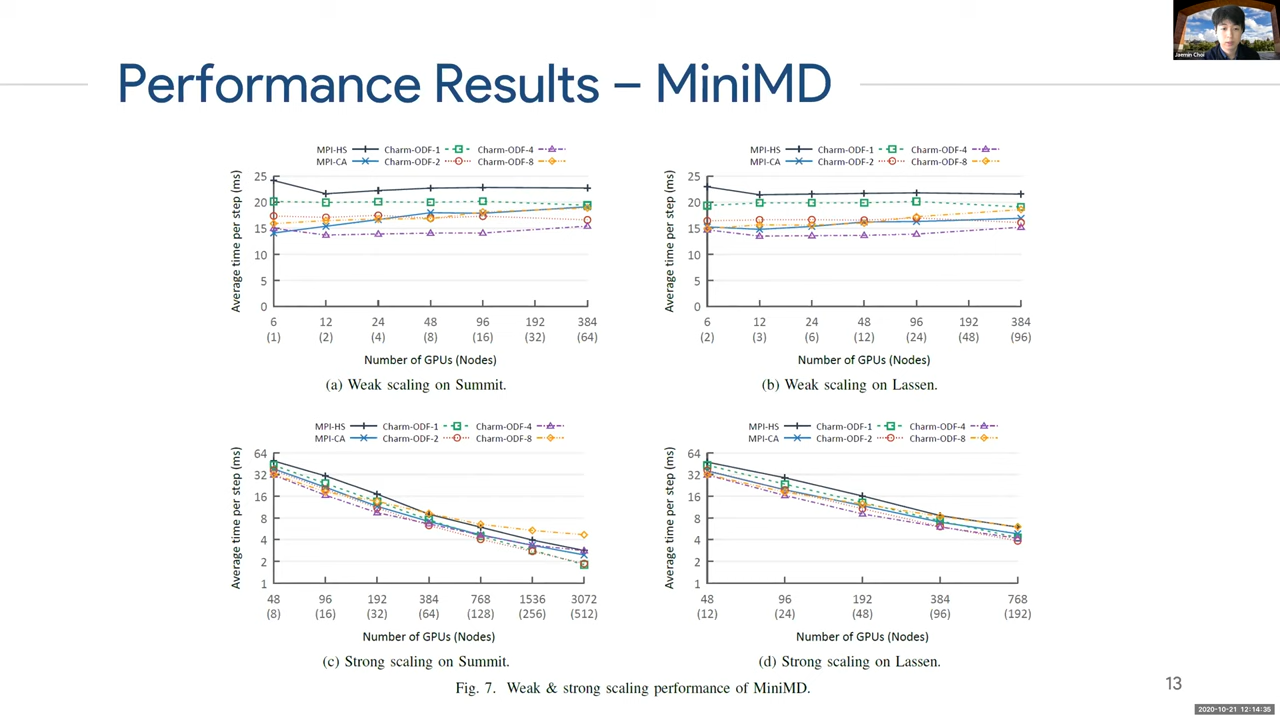 Jaemin Choi
Performance Results – MiniMD
MPI-HS Charm-ODF-1 Charm-ODF-4
MPI-CA Charm-ODF-2 Charm-ODF-8
Average time per step (ms)
25
20
15
10
5
0
6 12 24 48 96 192 384
(1) (2) (4) (8) (16) (32) (64)
Number of GPUs (Nodes)
(a) Weak scaling on Summit.
MPI-HS Charm-ODF-1 Charm-ODF-4
MPI-CA Charm-ODF-2 Charm-ODF-8
Average time per step (ms)
25
20
15
10
5
0
6 12 24 48 96 192 384
(2) (3) (6) (12) (24) (48) (96)
Number of GPUs (Nodes)
(b) Weak scaling on Lassen.
MPI-HS Charm-ODF-1 Charm-ODF-4
MPI-CA Charm-ODF-2 Charm-ODF-8
Average time per step (ms)
64
32
16
8
4
2
1
48 96 192 384 768 1536 3072
(8) (16) (32) (64) (128) (256) (512)
Number of GPUs (Nodes)
(c) Strong scaling on Summit.
MPI-HS Charm-ODF-1 Charm-ODF-4
MPI-CA Charm-ODF-2 Charm-ODF-8
Average time per step (ms)
64
32
16
8
4
2
1
48 96 192 384 768
(12) (24) (48) (96) (192)
Number of GPUs (Nodes)
(d) Strong scaling on Lassen.
Fig. 7. Weak & strong scaling performance of MiniMD.
13
2020-10-21 12:14:35